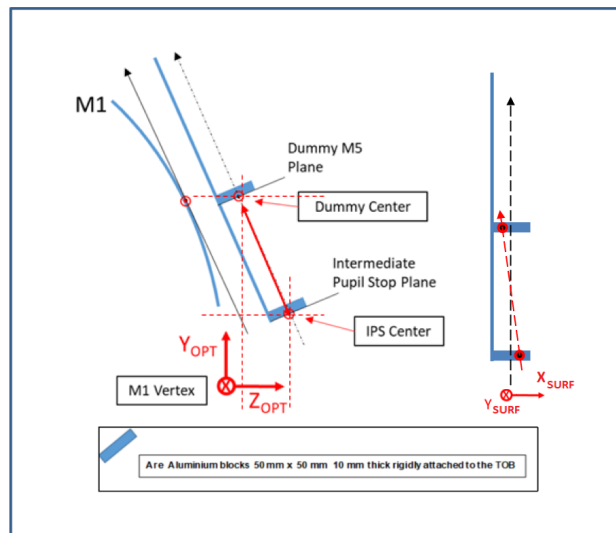 M1
Dummy M5
Plane
Dummy Center
Intermediate
Pupil Stop Plane
IPS Center
YOPT
M1 Vertex
ZOPT
XSURF
YSURF
Are Aluminium blocks 50 mm x 50 mm 10 mm thick rigidly attached to the TOB